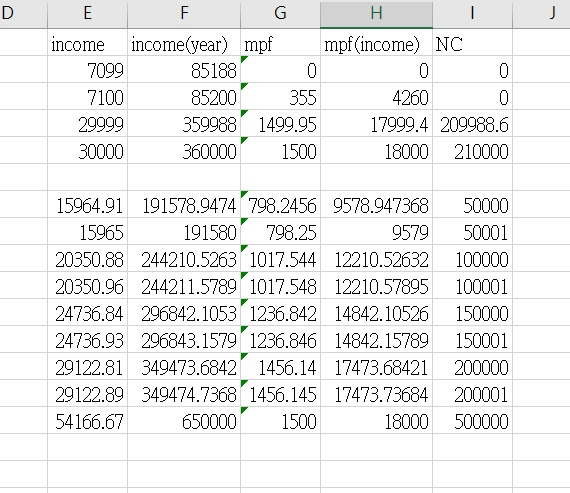 D E F G H I J
income income(year) mpf mpf(income) NC
7099 85188 0 0 0
7100 85200 355 4260 0
29999 359988 1499.95 17999.4 209988.6
30000 360000 1500 18000 210000
15964.91 191578.9474 798.2456 9578.947368 50000
15965 191580 798.25 9579 50001
20350.88 244210.5263 1017.544 12210.52632 100000
20350.96 244211.5789 1017.548 12210.57895 100001
24736.84 296842.1053 1236.842 14842.10526 150000
24736.93 296843.1579 1236.846 14842.15789 150001
29122.81 349473.6842 1456.14 17473.68421 200000
29122.89 349474.7368 1456.145 17473.73684 200001
54166.67 650000 1500 18000 500000